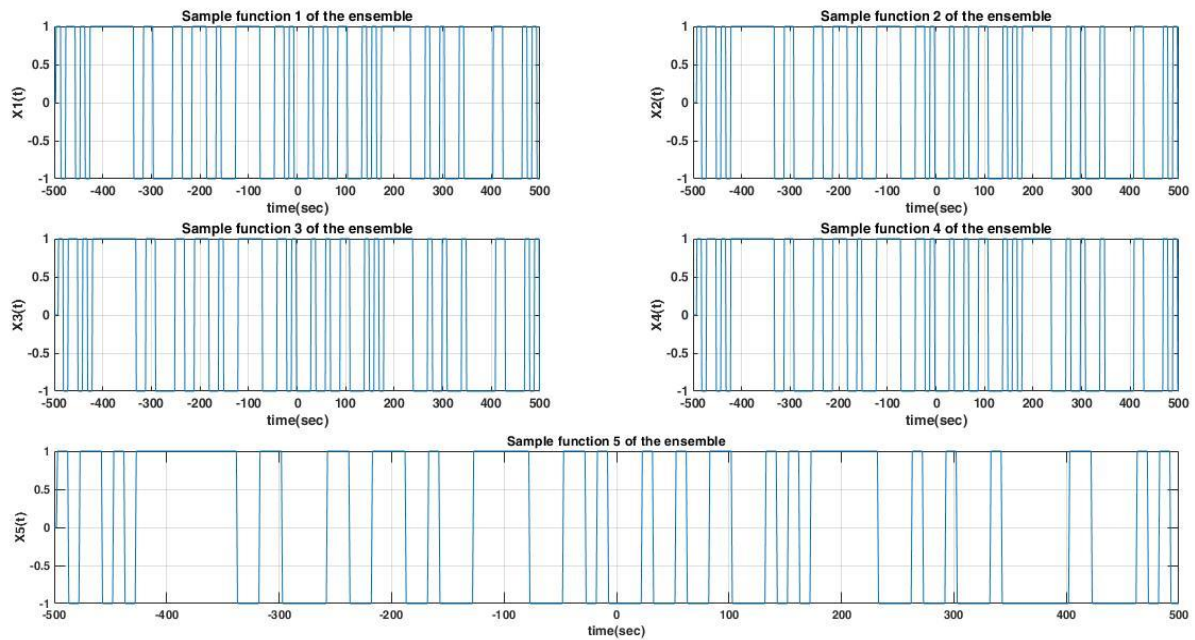 Sample function 1 of the ensemble
1
0.5
0
-0.5
-1
X1(t)
-500 -400 -300 -200 -100 0 100 200 300 400 500
time(sec)
Sample function 2 of the ensemble
1
0.5
0
-0.5
-1
X2(t)
-500 -400 -300 -200 -100 0 100 200 300 400 500
time(sec)
Sample function 3 of the ensemble
1
0.5
0
-0.5
-1
X3(t)
-500 -400 -300 -200 -100 0 100 200 300 400 500
time(sec)
Sample function 4 of the ensemble
1
0.5
0
-0.5
-1
X4(t)
-500 -400 -300 -200 -100 0 100 200 300 400 500
time(sec)
Sample function 5 of the ensemble
1
0.5
0
-0.5
-1
X5(t)
-500 -400 -300 -200 -100 0 100 200 300 400 500
time(sec)